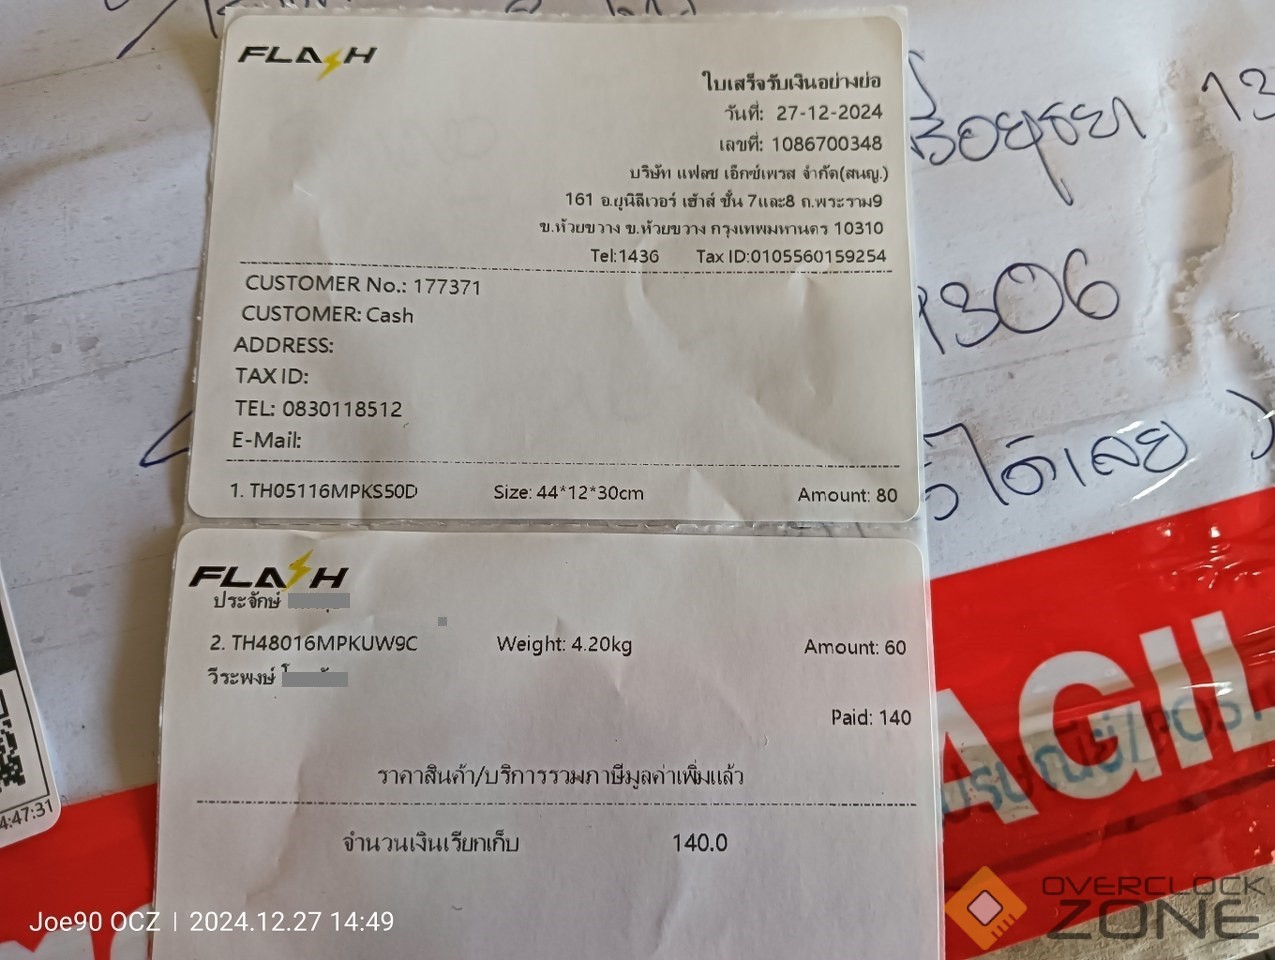 FLASH
ใบเสร็จรับเงินอย่างย่อ
วันที่: 27-12-2024
เลขที่: 1086700348
บริษัท แฟลช เอ็กซ์เพรส จำกัด(สนญ.)
161 อ.ยูนิลีเวอร์ เฮ้าส์ ชั้น 7และ8 ถ.พระราม9
ข.ห้วยขวาง ข.ห้วยขวาง กรุงเทพมหานคร 10310
Tel:1436 Tax ID:0105560159254
CUSTOMER No.: 177371
CUSTOMER: Cash
ADDRESS:
TAX ID:
TEL: 0830118512
E-Mail:
1. TH05116MPKS50D Size: 44*12*30cm Amount: 80
FLASH
ประจักษ์
2. TH48016MPKUW9C Weight: 4.20kg Amount: 60
วีระพงษ์
Paid: 140
ราคาสินค้า/บริการรวมภาษีมูลค่าเพิ่มแล้ว
จำนวนเงินเรียกเก็บ 140.0
13
306
ได้เลย)
AGIL
/POST
4:47:31
Joe90 OCZ | 2024.12.27 14:49
OVERCLOCK
ZONE